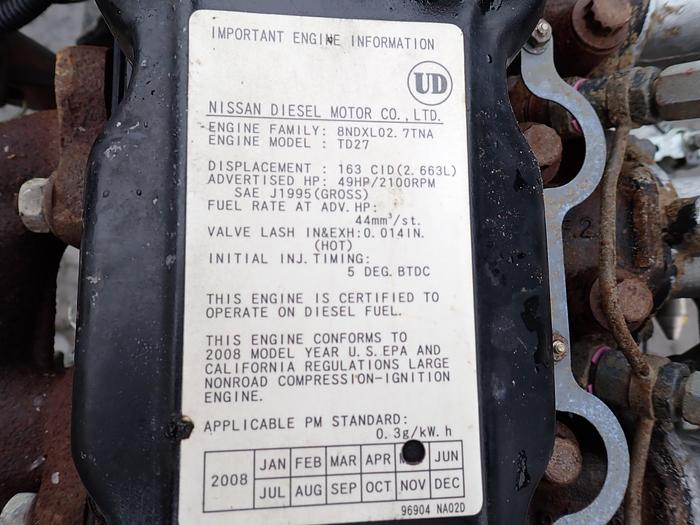 IMPORTANT ENGINE INFORMATION
UD
NISSAN DIESEL MOTOR CO.,LTD.
ENGINE FAMILY: 8NDXL02.7TNA
ENGINE MODEL : TD27
DISPLACEMENT : 163 CID(2.663L)
ADVERTISED HP: 49HP/2100RPM
SAE J1995(GROSS)
FUEL RATE AT ADV.HP:
44mm³/st.
VALVE LASH IN&EXH:0.014IN.
(HOT)
INITIAL INJ.TIMING:
5 DEG.BTDC
THIS ENGINE IS CERTIFIED TO
OPERATE ON DIESEL FUEL.
THIS ENGINE CONFORMS TO
2008 MODEL YEAR U.S.EPA AND
CALIFORNIA REGULATIONS LARGE
NONROAD COMPRESSION-IGNITION
ENGINE.
APPLICABLE PM STANDARD:
0.3g/kW.h
2008 JAN FEB MAR APR JUN
JUL AUG SEP OCT NOV DEC
96904 NA02D